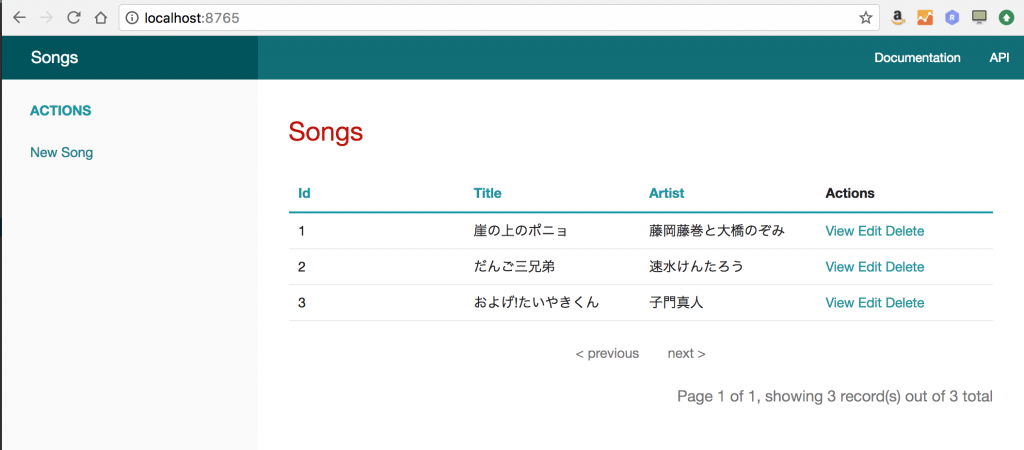 localhost:8765
Songs
Documentation API
ACTIONS
New Song
Songs
Id Title Artist Actions
1 崖の上のポニョ 藤岡藤巻と大橋のぞみ View Edit Delete
2 だんご三兄弟 速水けんたろう View Edit Delete
3 およげ!たいやきくん 子門真人 View Edit Delete
< previous next >
Page 1 of 1, showing 3 record(s) out of 3 total